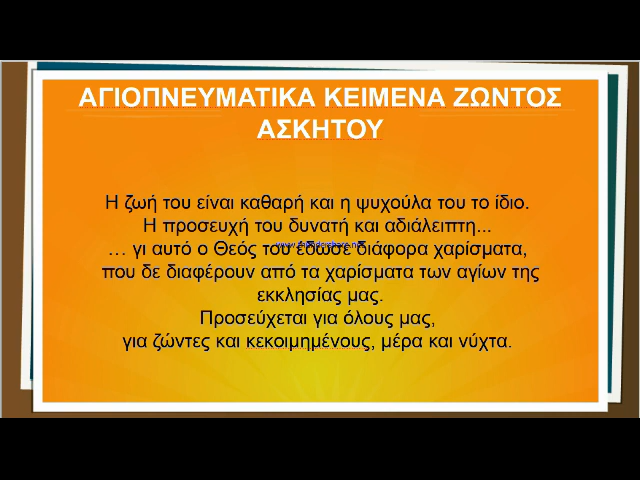 ΑΓΙΟΠΝΕΥΜΑΤΙΚΑ ΚΕΙΜΕΝΑ ΖΩΝΤΟΣ
ΑΣΚΗΤΟΥ
Η ζωή του είναι καθαρή και η ψυχούλα του το ίδιο.
Η προσευχή του δυνατή και αδιάλειπτη...
… γι αυτό ο Θεός του έδωσε διάφορα χαρίσματα,
που δε διαφέρουν από τα χαρίσματα των αγίων της
εκκλησίας μας.
Προσεύχεται για όλους μας,
για ζώντες και κεκοιμημένους, μέρα και νύχτα.